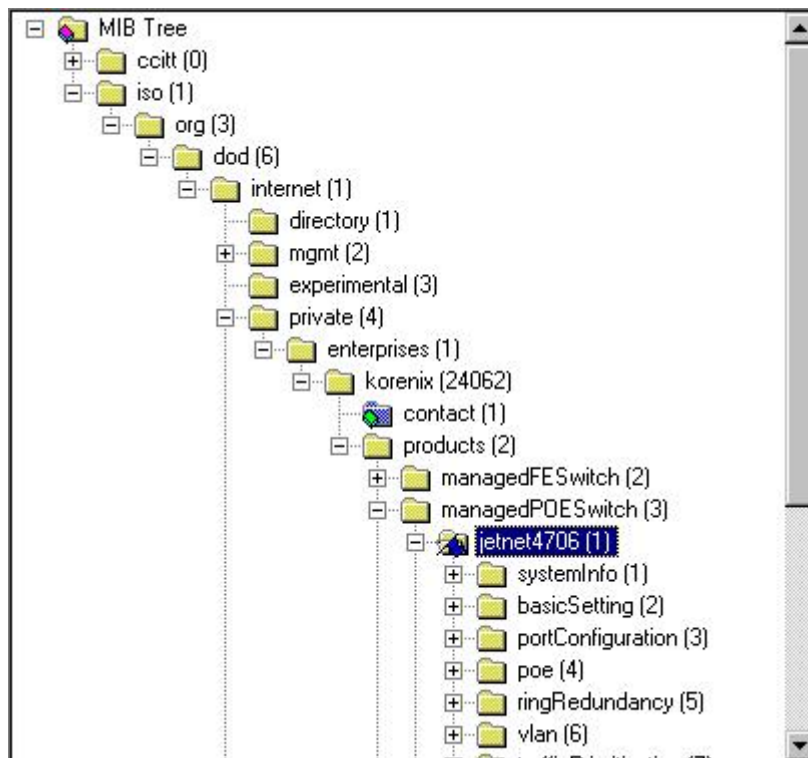 MIB Tree
ccitt (0)
iso (1)
org (3)
dod (6)
internet (1)
directory (1)
mgmt (2)
experimental (3)
private (4)
enterprises (1)
korenix (24062)
contact (1)
products (2)
managedFESwitch (2)
managedPOESwitch (3)
jetnet4706 (1)
systemInfo (1)
basicSetting (2)
portConfiguration (3)
poe (4)
ringRedundancy (5)
vlan (6)